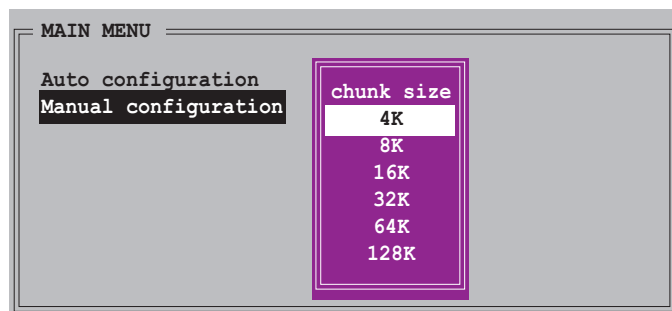 MAIN MENU
Auto configuration
Manual configuration
chunk size
4K
8K
16K
32K
64K
128K